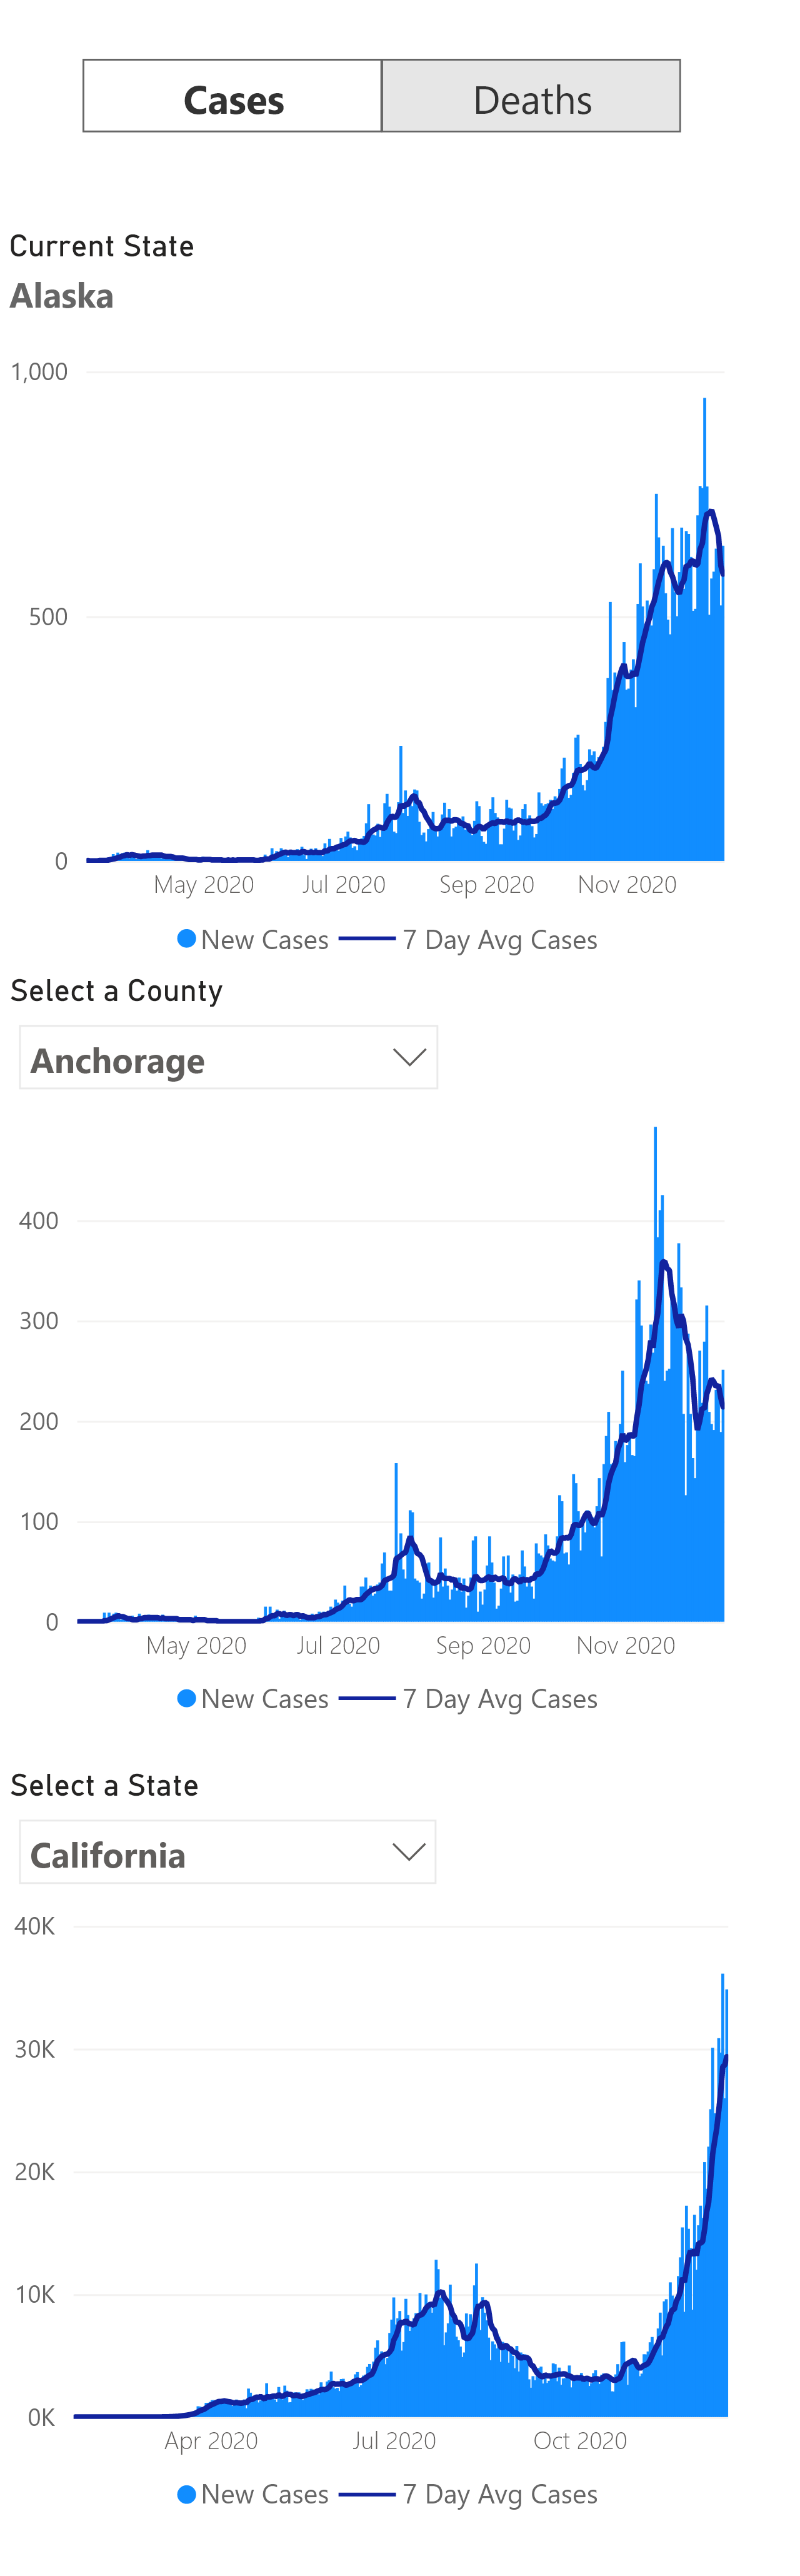 Cases Deaths
Current State
Alaska
1,000
500
0
May 2020 Jul 2020 Sep 2020 Nov 2020
New Cases 7 Day Avg Cases
Select a County
Anchorage
400
300
200
100
0
May 2020 Jul 2020 Sep 2020 Nov 2020
New Cases 7 Day Avg Cases
Select a State
California
40K
30K
20K
10K
0K
Apr 2020 Jul 2020 Oct 2020
New Cases 7 Day Avg Cases